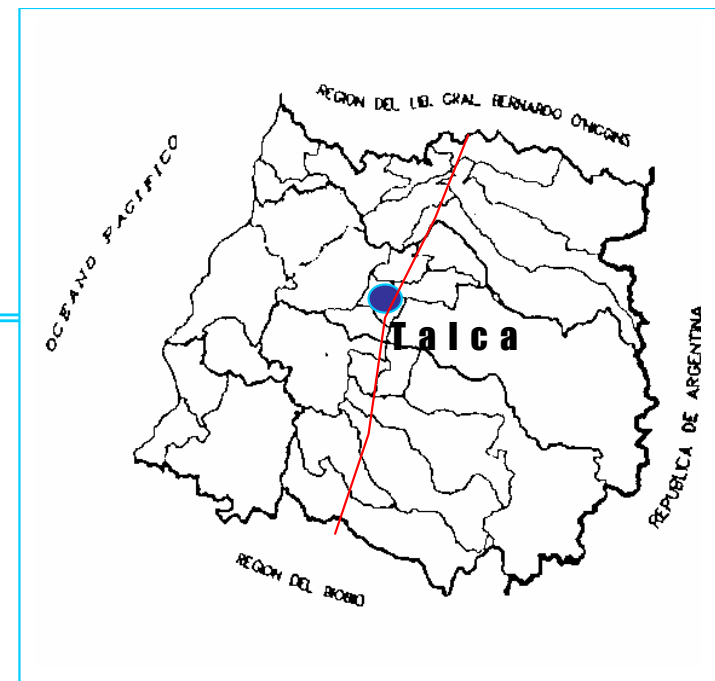 REGION DEL LIB. GRAL. BERNARDO O'HIGGINS
OCEANO PACIFICO
Talca
REPUBLICA DE ARGENTINA
REGION DEL BIOBIO